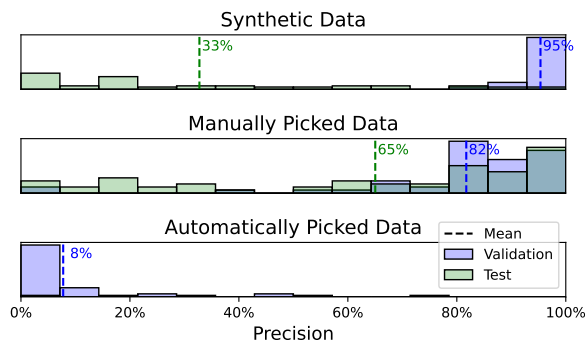 Synthetic Data
33%
95%
Manually Picked Data
65%
82%
Automatically Picked Data
8%
Mean
Validation
Test
0%
20%
40%
60%
80%
100%
Precision